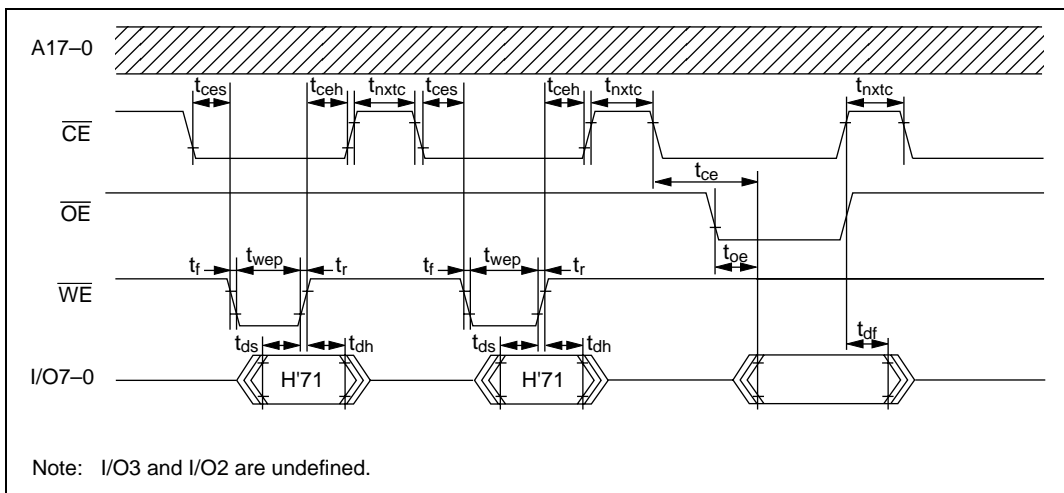 A17–0
tces tceh tnxtc tces tceh tnxtc tnxtc
CE
tce
OE
toe
tf twep tr tf twep tr
WE
tds tdh tds tdh tdf
I/O7–0 H'71 H'71
Note: I/O3 and I/O2 are undefined.